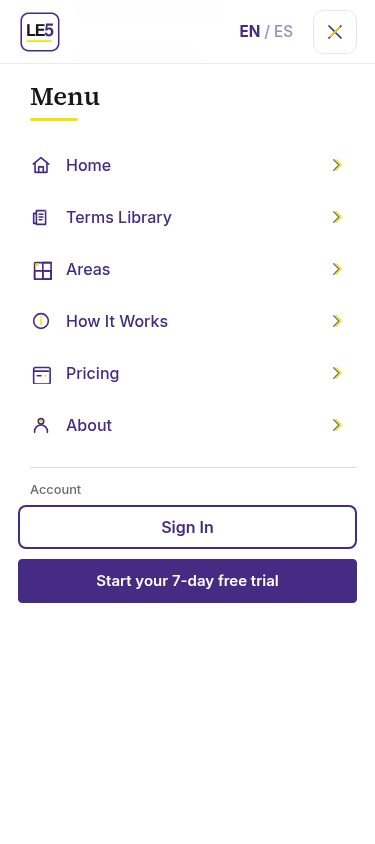 LE5
EN / ES
Menu
Home
Terms Library
Areas
How It Works
Pricing
About
Account
Sign In
Start your 7-day free trial